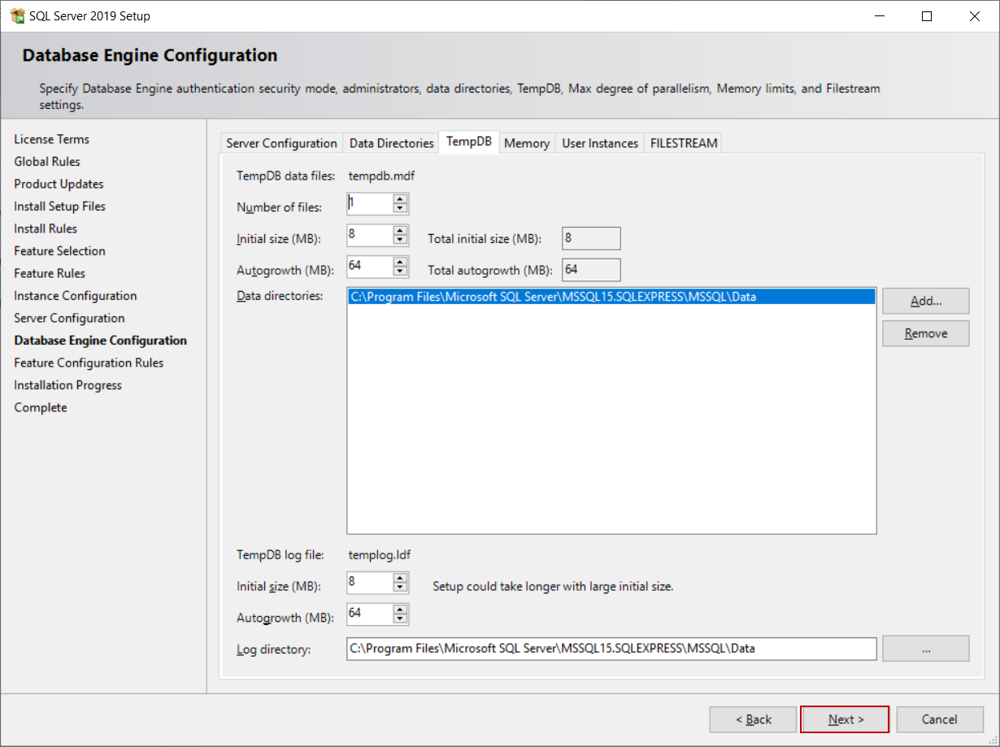 SQL Server 2019 Setup
Database Engine Configuration
Specify Database Engine authentication security mode, administrators, data directories, TempDB, Max degree of parallelism, Memory limits, and Filestream
settings.
License Terms
Global Rules
Product Updates
Install Setup Files
Install Rules
Feature Selection
Feature Rules
Instance Configuration
Server Configuration
Database Engine Configuration
Feature Configuration Rules
Installation Progress
Complete
Server Configuration Data Directories TempDB Memory User Instances FILESTREAM
TempDB data files: tempdb.mdf
Number of files: 1
Initial size (MB): 8 Total initial size (MB): 8
Autogrowth (MB): 64 Total autogrowth (MB): 64
Data directories: C:\Program Files\Microsoft SQL Server\MSSQL15.SQLEXPRESS\MSSQL\Data
Add...
Remove
TempDB log file: templog.ldf
Initial size (MB): 8 Setup could take longer with large initial size.
Autogrowth (MB): 64
Log directory: C:\Program Files\Microsoft SQL Server\MSSQL15.SQLEXPRESS\MSSQL\Data ...
< Back Next > Cancel